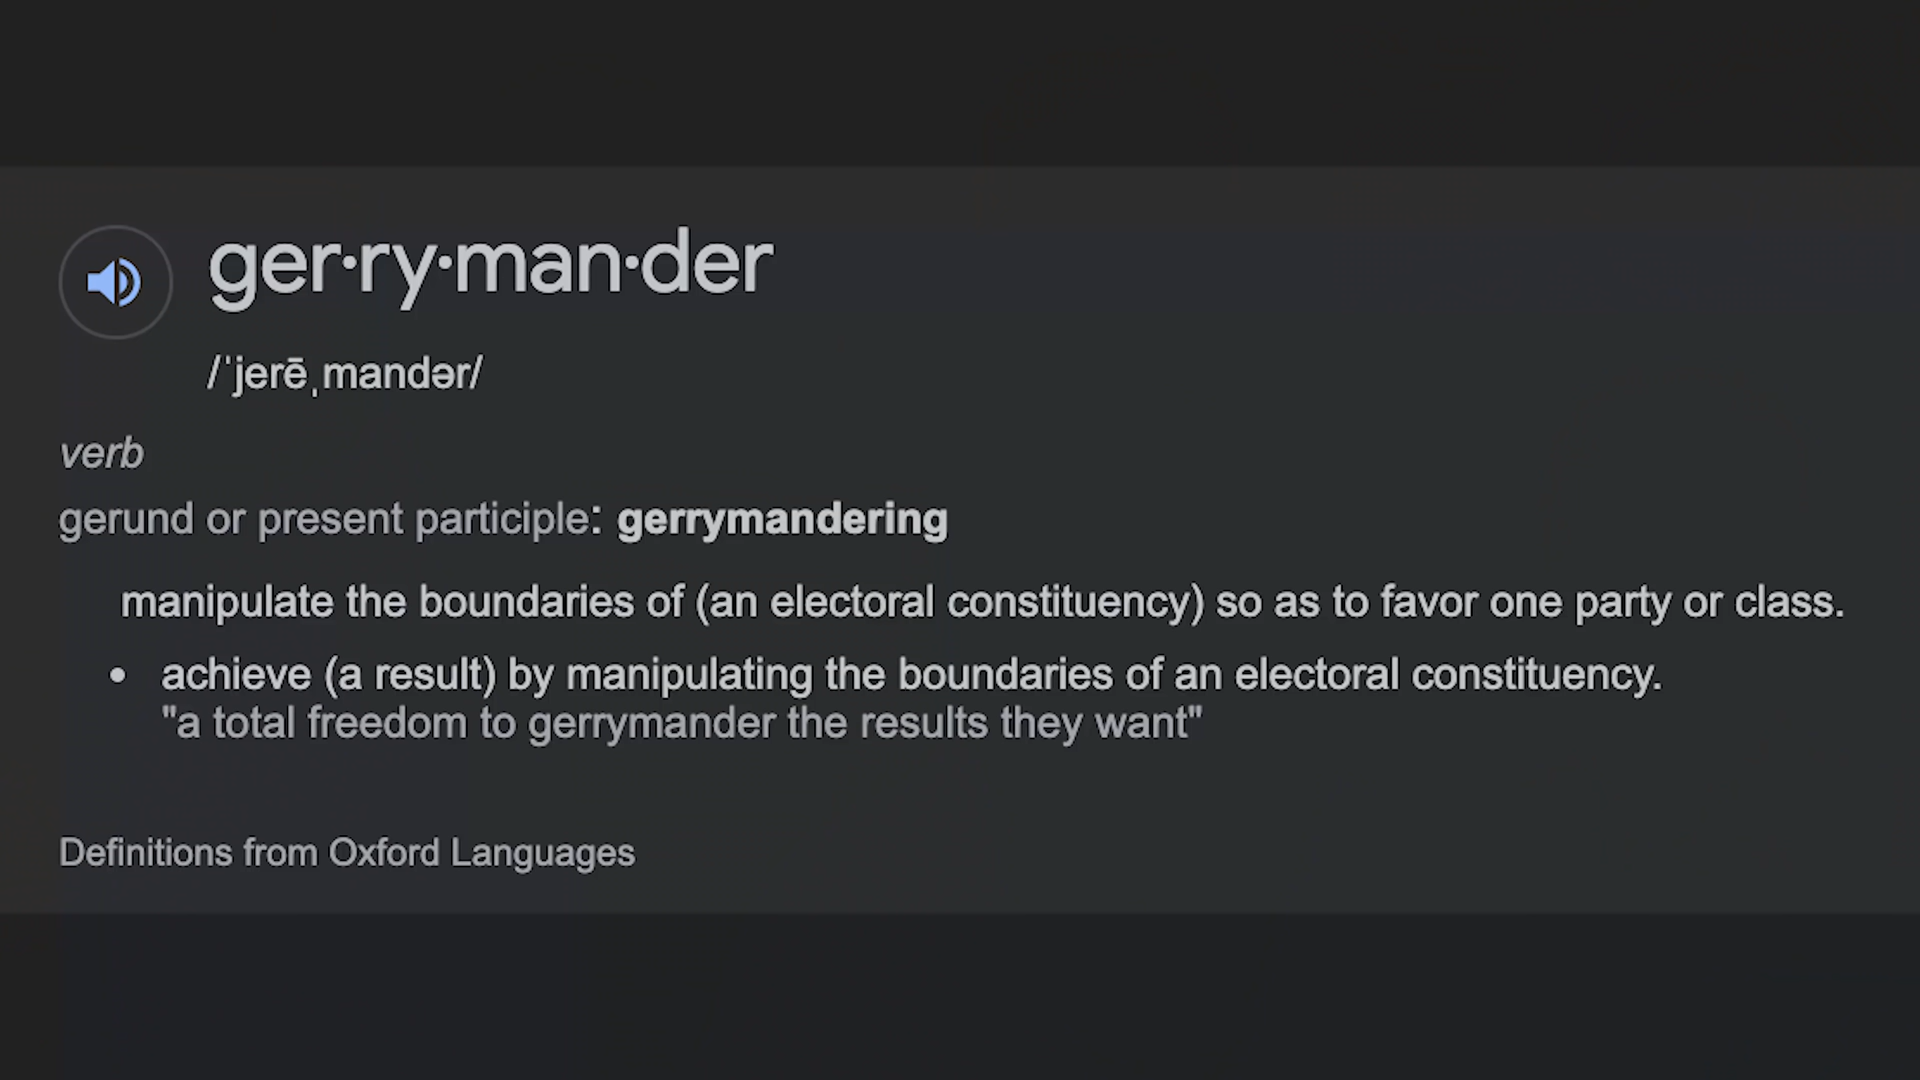 ger·ry·man·der
/ˈjerēˌmandər/
verb
gerund or present participle: gerrymandering
manipulate the boundaries of (an electoral constituency) so as to favor one party or class.
• achieve (a result) by manipulating the boundaries of an electoral constituency.
"a total freedom to gerrymander the results they want"
Definitions from Oxford Languages